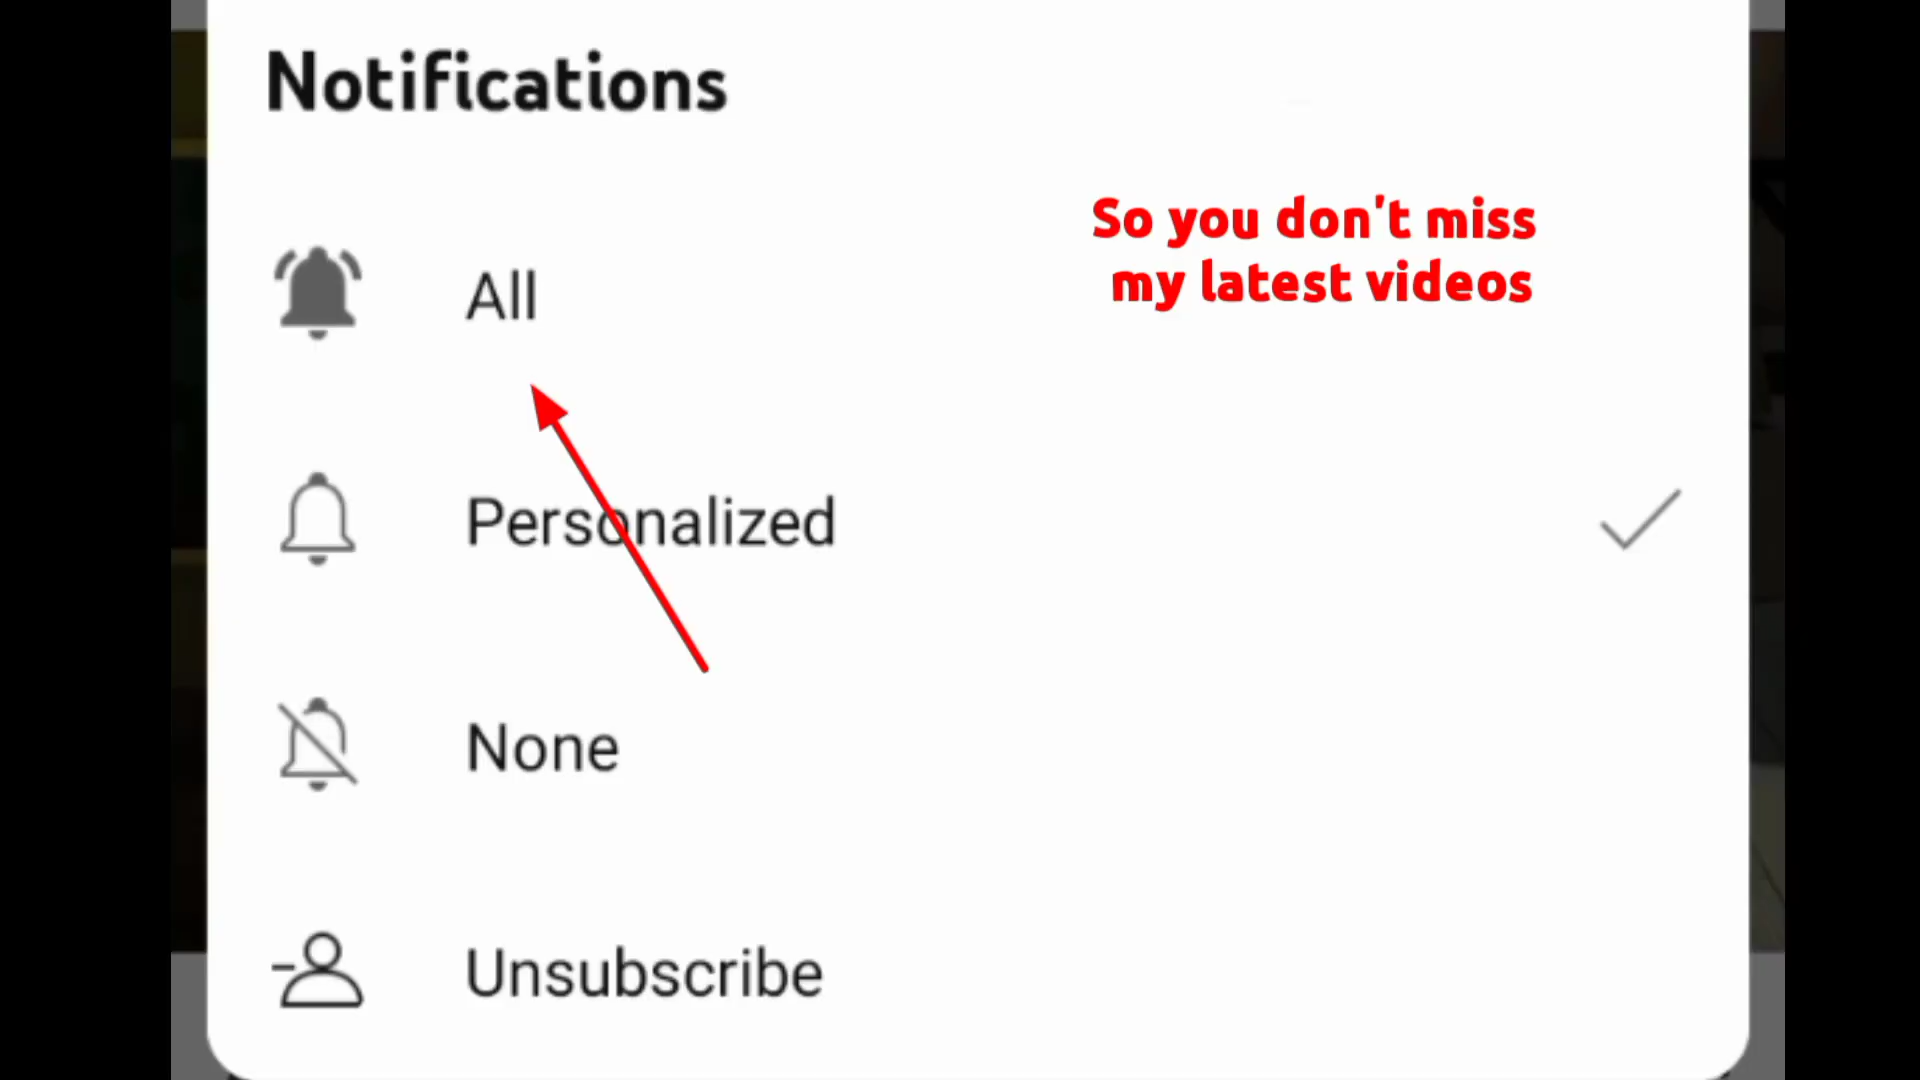 Notifications
So you don't miss
my latest videos
All
Personalized
None
Unsubscribe